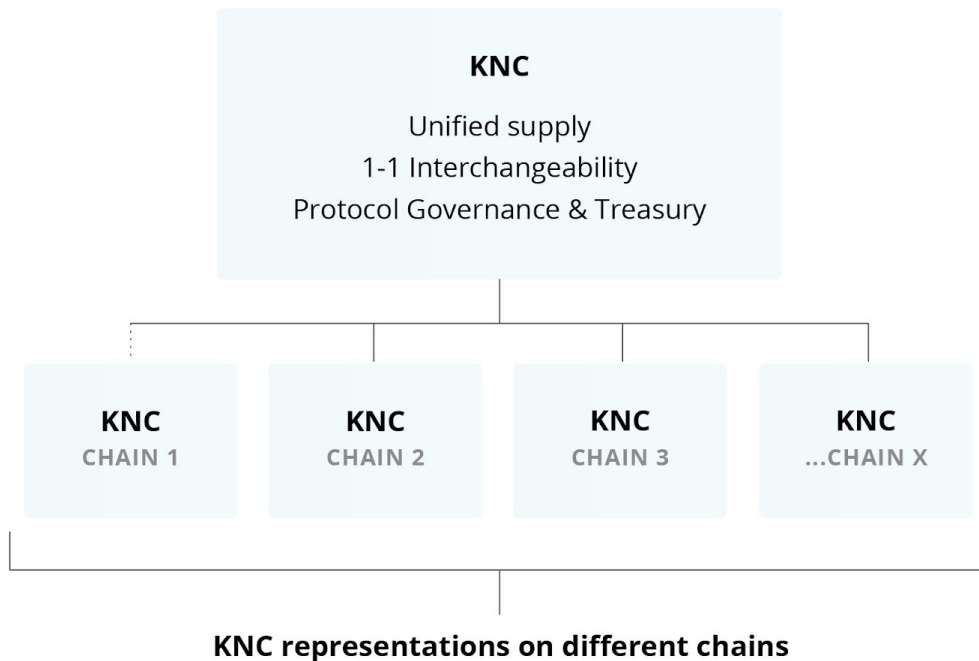 KNC
Unified supply
1-1 Interchangeability
Protocol Governance & Treasury
KNC
CHAIN 1
KNC
CHAIN 2
KNC
CHAIN 3
KNC
...CHAIN X
KNC representations on different chains